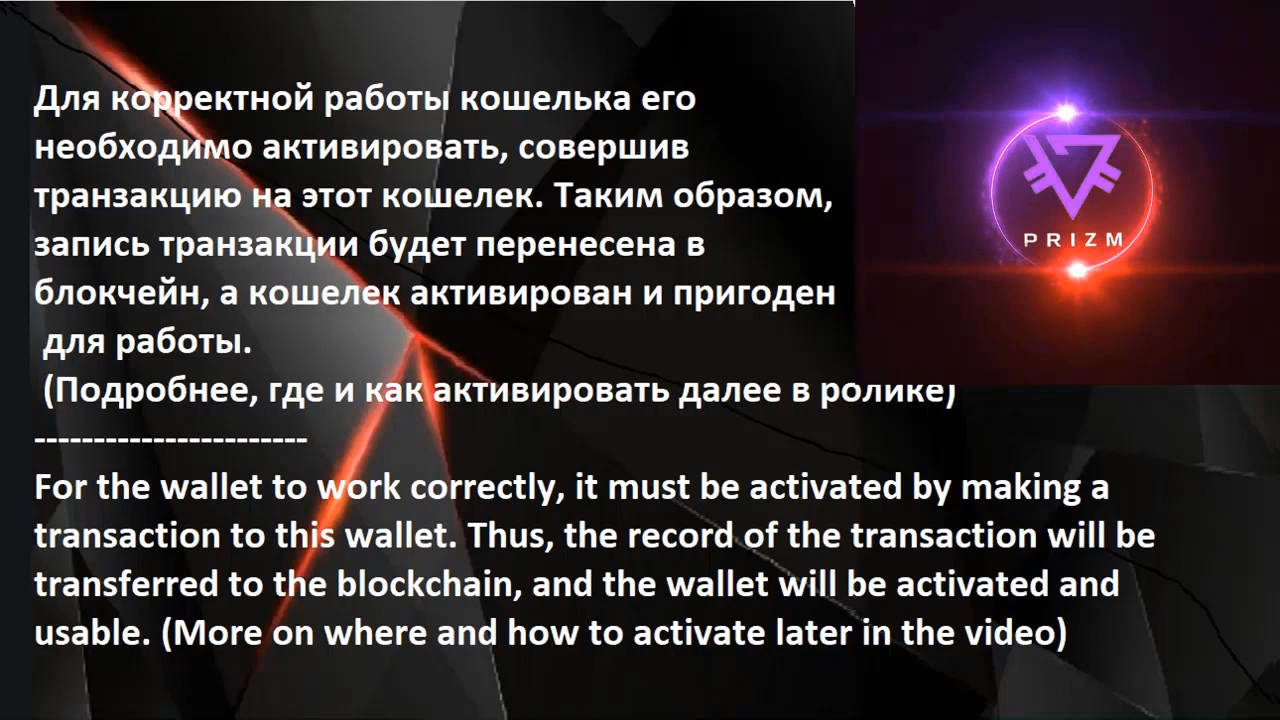 Для корректной работы кошелька его
необходимо активировать, совершив
транзакцию на этот кошелек. Таким образом,
запись транзакции будет перенесена в
блокчейн, а кошелек активирован и пригоден
для работы.
(Подробнее, где и как активировать далее в ролике)
-----------------------
For the wallet to work correctly, it must be activated by making a
transaction to this wallet. Thus, the record of the transaction will be
transferred to the blockchain, and the wallet will be activated and
usable. (More on where and how to activate later in the video)
PRIZM